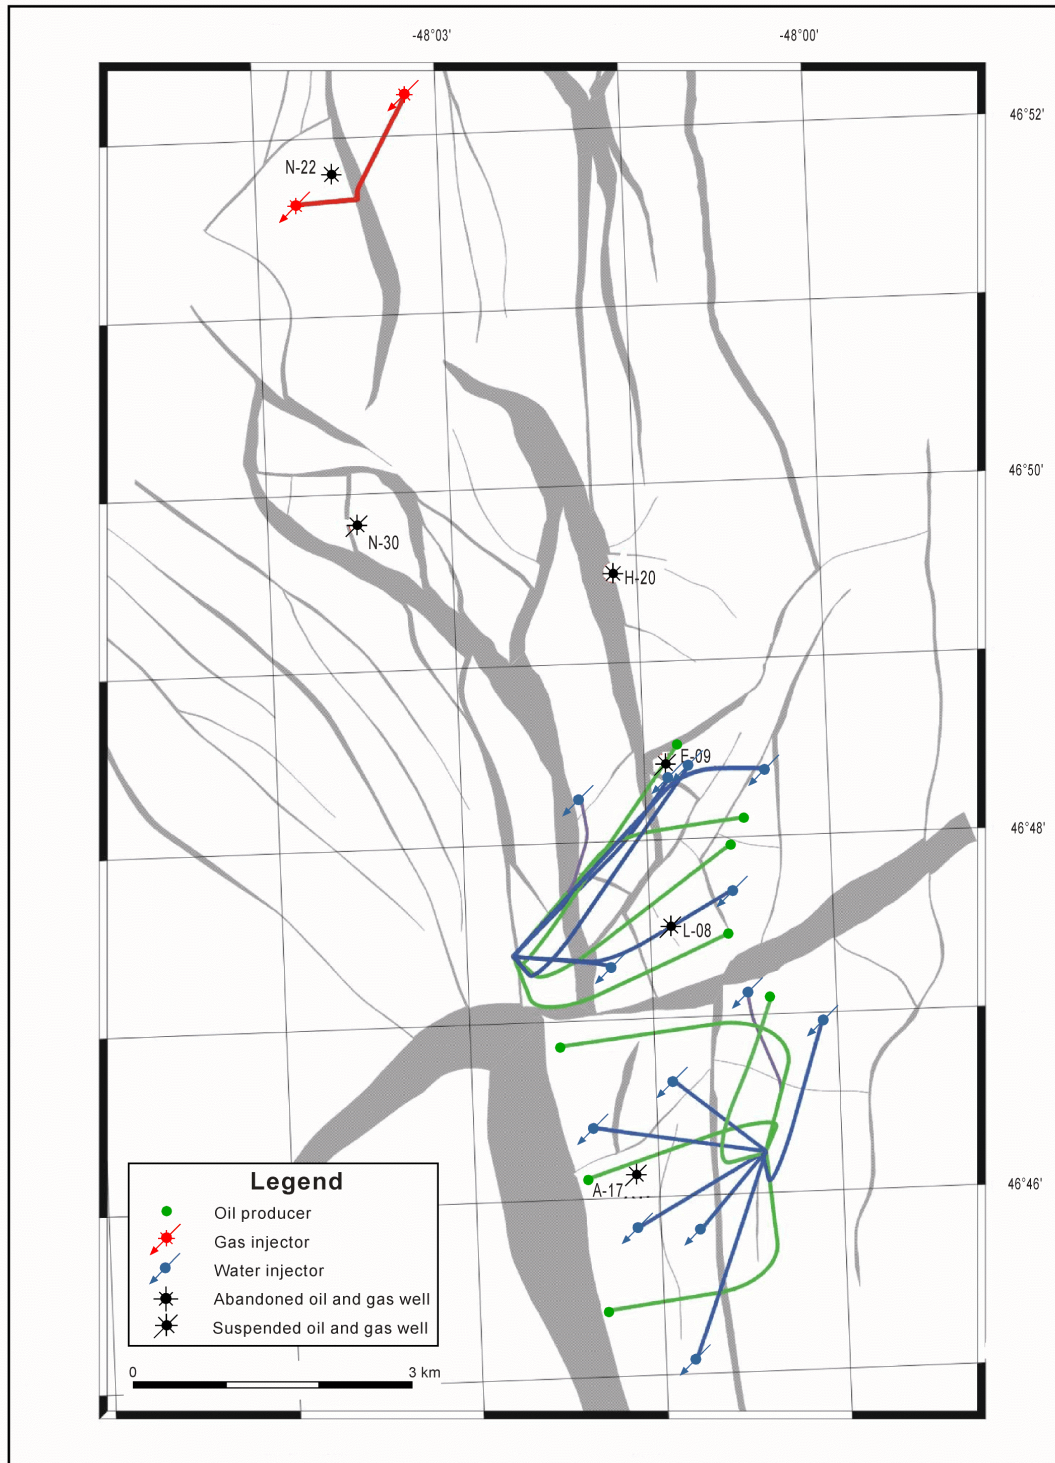 -48°03' -48°00'
46°52'
N-22
46°50'
N-30
H-20
E-09
46°48'
L-08
46°46'
A-17
Legend
Oil producer
Gas injector
Water injector
Abandoned oil and gas well
Suspended oil and gas well
0 3 km